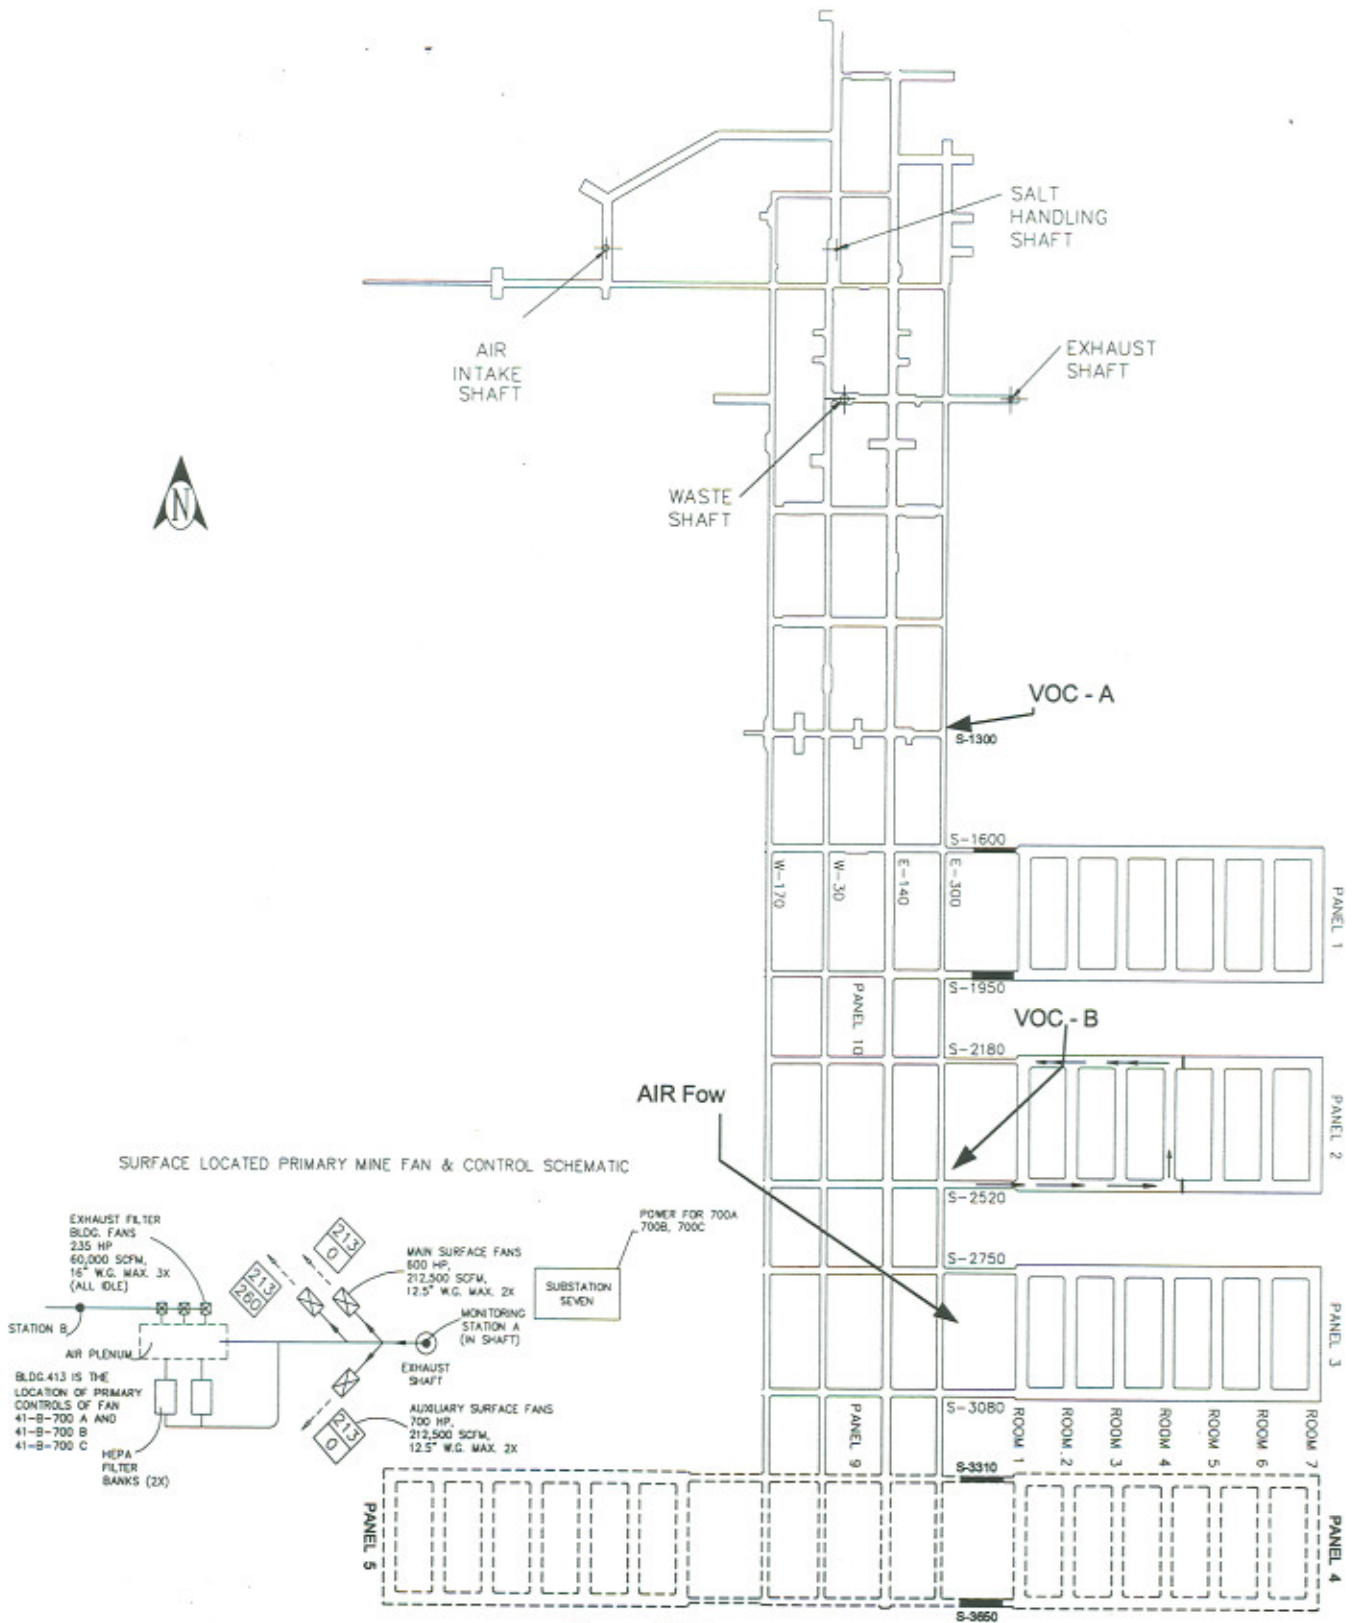 SALT
HANDLING
SHAFT
AIR
INTAKE
SHAFT
EXHAUST
SHAFT
N
WASTE
SHAFT
VOC - A
S-1300
S-1600
W-170
W-30
E-140
E-300
PANEL 1
S-1950
PANEL 10
VOC - B
S-2180
AIR Fow
PANEL 2
S-2520
SURFACE LOCATED PRIMARY MINE FAN & CONTROL SCHEMATIC
EXHAUST FILTER
BLDG. FANS
235 HP
60,000 SCFM,
16" W.G. MAX. 3X
(ALL IDLE)
213
0
213
260
MAIN SURFACE FANS
600 HP,
212,500 SCFM,
12.5" W.G. MAX. 2X
POWER FOR 700A
700B, 700C
SUBSTATION
SEVEN
MONITORING
STATION A
(IN SHAFT)
STATION B
AIR PLENUM
EXHAUST
SHAFT
BLDG.413 IS THE
LOCATION OF PRIMARY
CONTROLS OF FAN
41-B-700 A AND
41-B-700 B
41-B-700 C
HEPA
FILTER
BANKS (2X)
213
0
AUXILIARY SURFACE FANS
700 HP,
212,500 SCFM,
12.5" W.G. MAX. 2X
S-2750
PANEL 3
S-3080
PANEL 9
ROOM 1
ROOM 2
ROOM 3
ROOM 4
ROOM 5
ROOM 6
ROOM 7
S-3310
PANEL 5
PANEL 4
S-3650